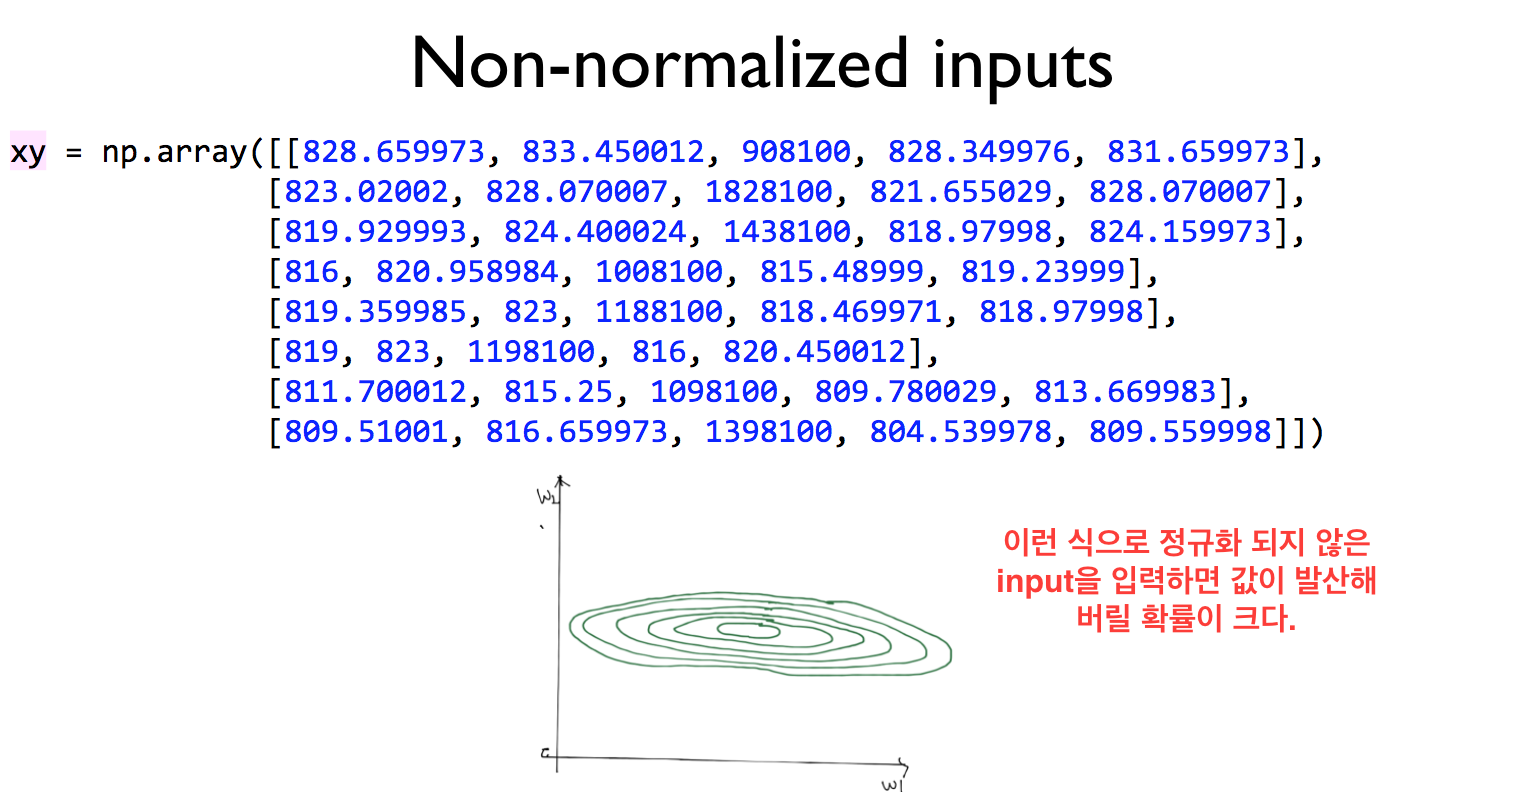 Non-normalized inputs
xy = np.array([[828.659973, 833.450012, 908100, 828.349976, 831.659973],
[823.02002, 828.070007, 1828100, 821.655029, 828.070007],
[819.929993, 824.400024, 1438100, 818.97998, 824.159973],
[816, 820.958984, 1008100, 815.48999, 819.23999],
[819.359985, 823, 1188100, 818.469971, 818.97998],
[819, 823, 1198100, 816, 820.450012],
[811.700012, 815.25, 1098100, 809.780029, 813.669983],
[809.51001, 816.659973, 1398100, 804.539978, 809.559998]])
W2
이런 식으로 정규화 되지 않은
input을 입력하면 값이 발산해
버릴 확률이 크다.
W1